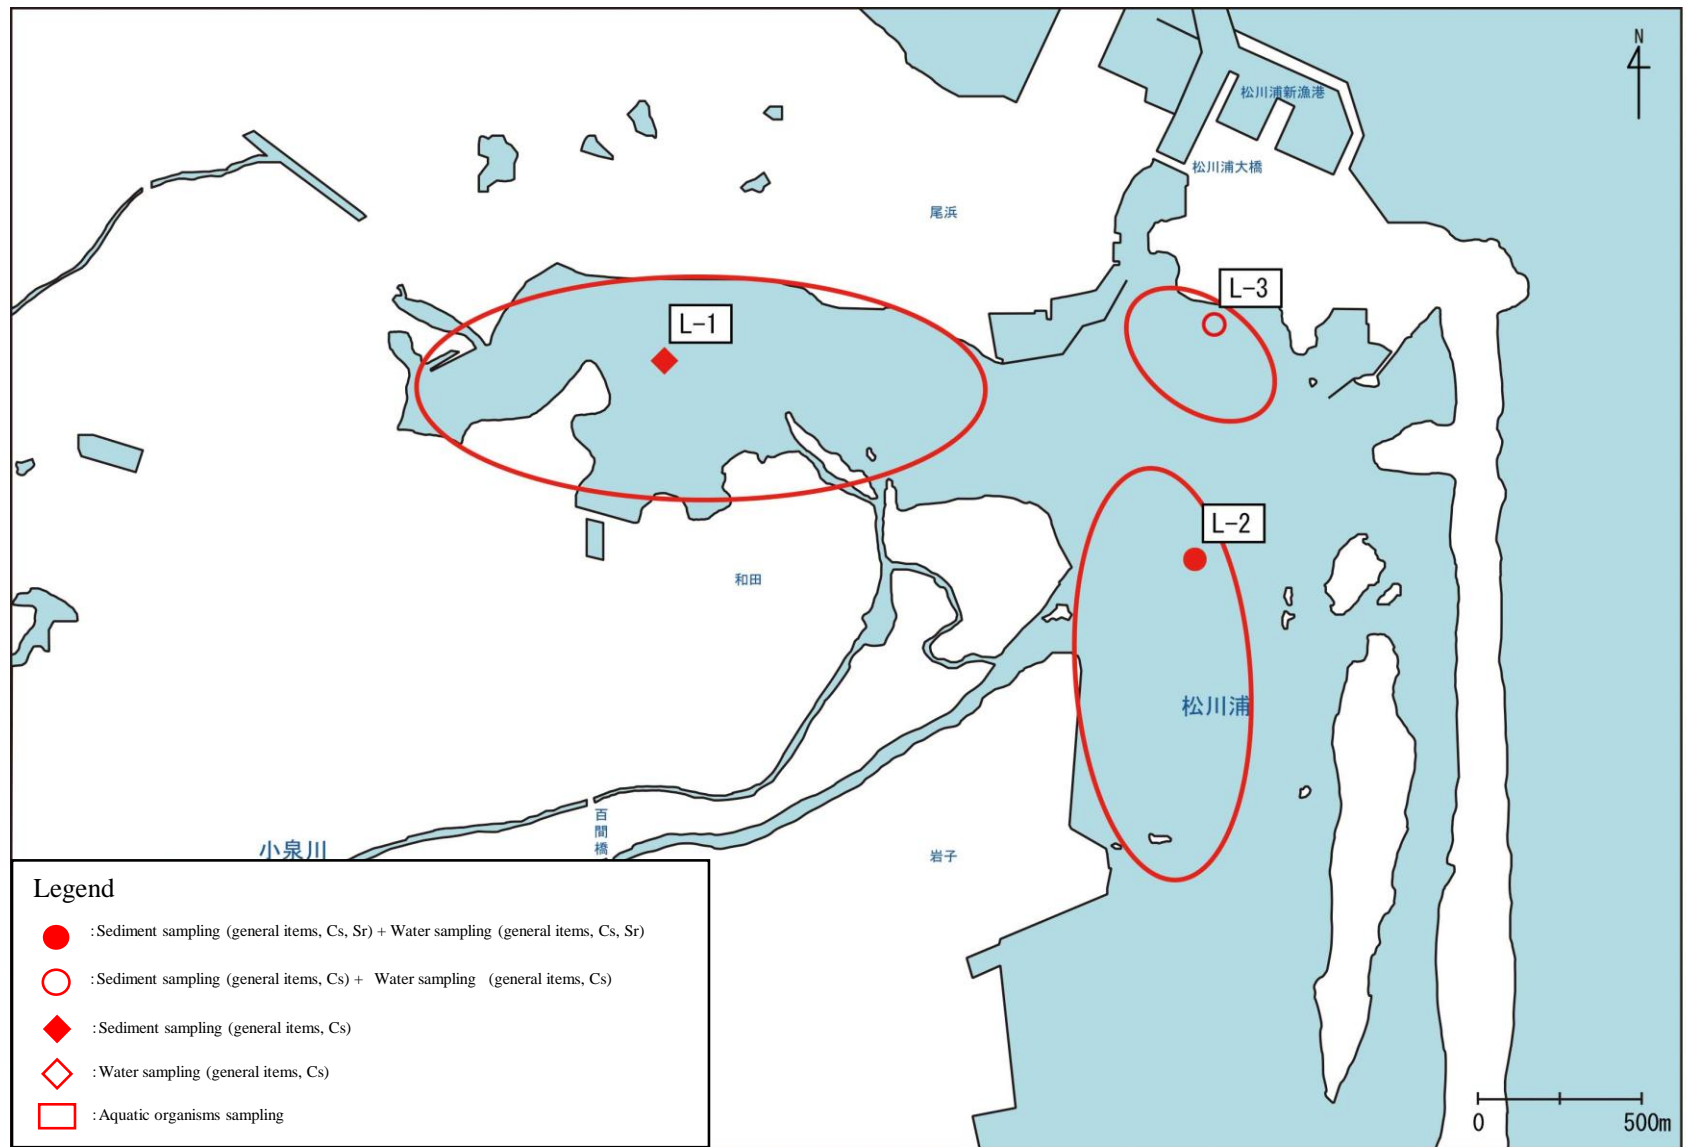 N
松川浦新漁港
松川浦大橋
尾浜
L-3
L-1
L-2
和田
松川浦
百間橋
小泉川
岩子
Legend
:Sediment sampling (general items, Cs, Sr) + Water sampling (general items, Cs, Sr)
:Sediment sampling (general items, Cs) + Water sampling (general items, Cs)
:Sediment sampling (general items, Cs)
:Water sampling (general items, Cs)
:Aquatic organisms sampling
0 500m